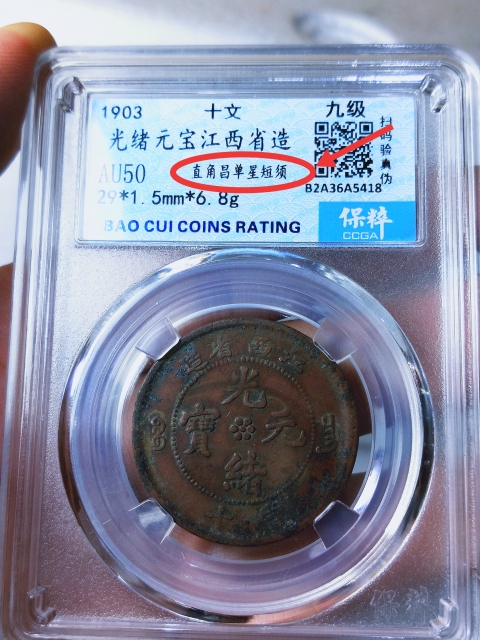 1903 十文 九级
光绪元宝江西省造
AU50 直角昌单星短须
29*1.5mm*6.8g
扫码验真伪
B2A36A5418
保粹
CCGA
BAO CUI COINS RATING
造省西江
光
寶 元
緒
保粹